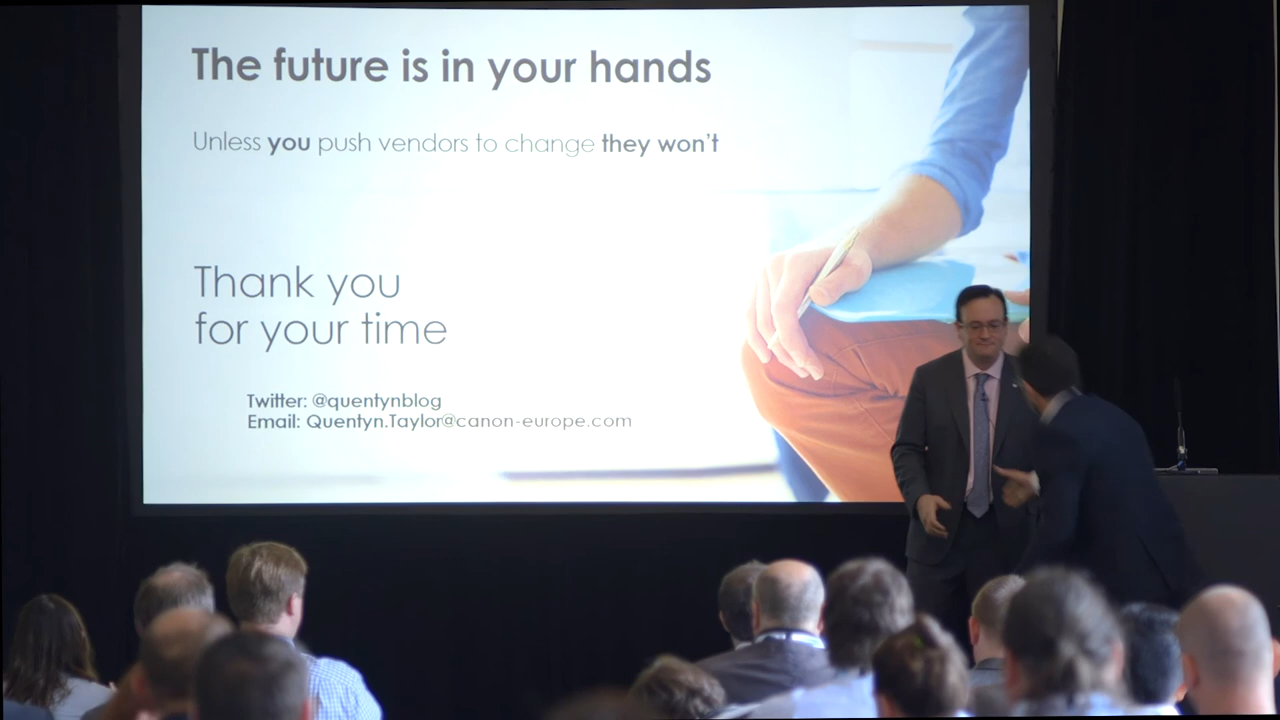 The future is in your hands
Unless you push vendors to change they won't
Thank you
for your time
Twitter: @quentynblog
Email: Quentyn.Taylor@canon-europe.com